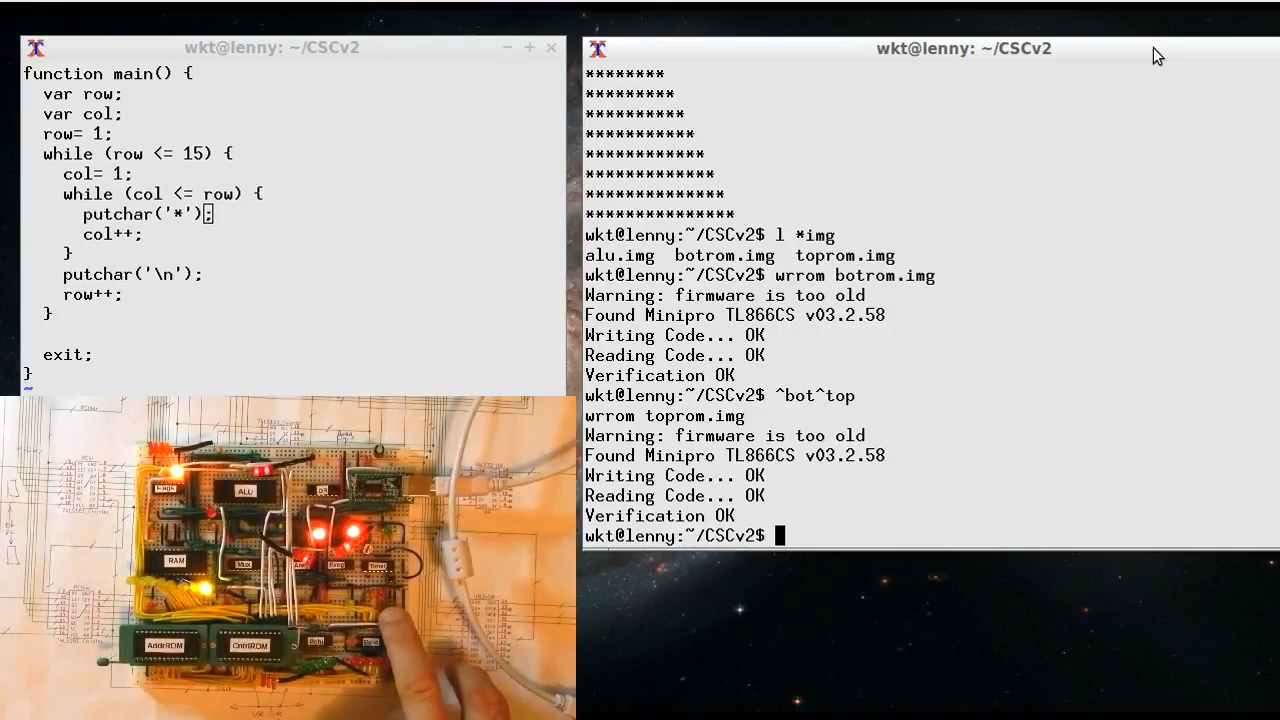 wkt@lenny: ~/CSCv2
function main() {
var row;
var col;
row= 1;
while (row <= 15) {
col= 1;
while (col <= row) {
putchar('*');
col++;
}
putchar('\n');
row++;
}
exit;
}
~
wkt@lenny: ~/CSCv2
********
*********
**********
***********
************
*************
**************
***************
wkt@lenny:~/CSCv2$ l *img
alu.img botrom.img toprom.img
wkt@lenny:~/CSCv2$ wrrom botrom.img
Warning: firmware is too old
Found Minipro TL866CS v03.2.58
Writing Code... OK
Reading Code... OK
Verification OK
wkt@lenny:~/CSCv2$ ^bot^top
wrrom toprom.img
Warning: firmware is too old
Found Minipro TL866CS v03.2.58
Writing Code... OK
Reading Code... OK
Verification OK
wkt@lenny:~/CSCv2$
Flags
ALU
RAM
Mux
Breg
Timer
AddrROM
CntrlROM
PChi